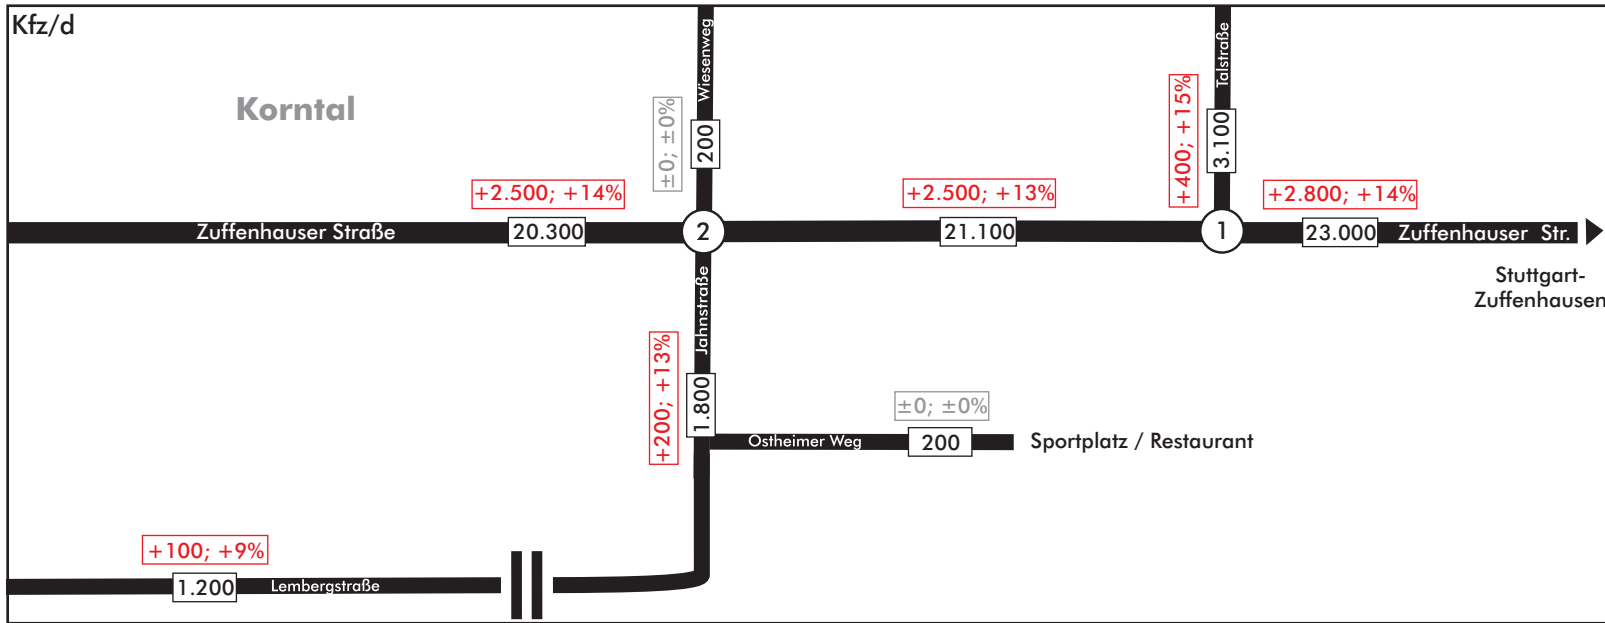 Kfz/d
Korntal
Wiesenweg
±0; ±0%
200
Talstraße
+400; +15%
3.100
+2.500; +14%
+2.500; +13%
+2.800; +14%
Zuffenhauser Straße
20.300
2
21.100
1
23.000
Zuffenhauser Str.
Stuttgart-
Zuffenhausen
Jahnstraße
+200; +13%
1.800
±0; ±0%
Ostheimer Weg
200
Sportplatz / Restaurant
+100; +9%
1.200
Lembergstraße